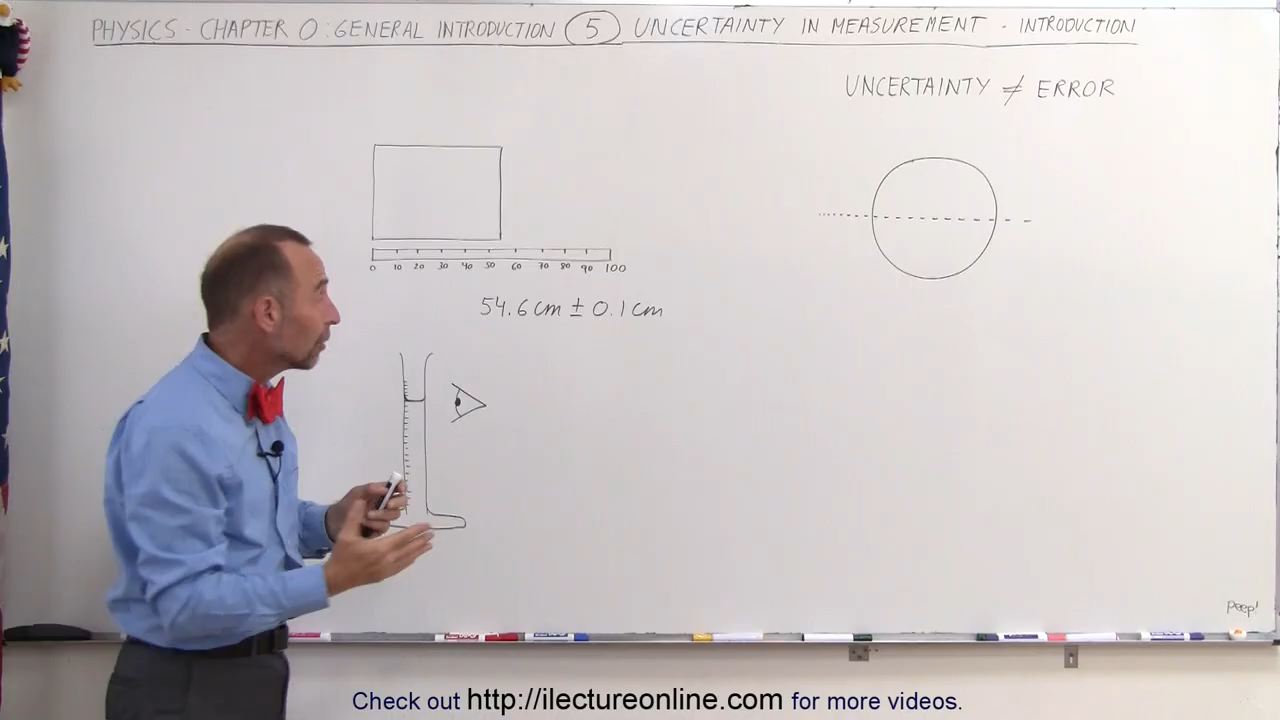 PHYSICS - CHAPTER 0 : GENERAL INTRODUCTION 5 UNCERTAINTY IN MEASUREMENT - INTRODUCTION
UNCERTAINTY ≠ ERROR
0 10 20 30 40 50 60 70 80 90 100
54.6 cm ± 0.1 cm
Peep!
Check out http://ilectureonline.com for more videos.